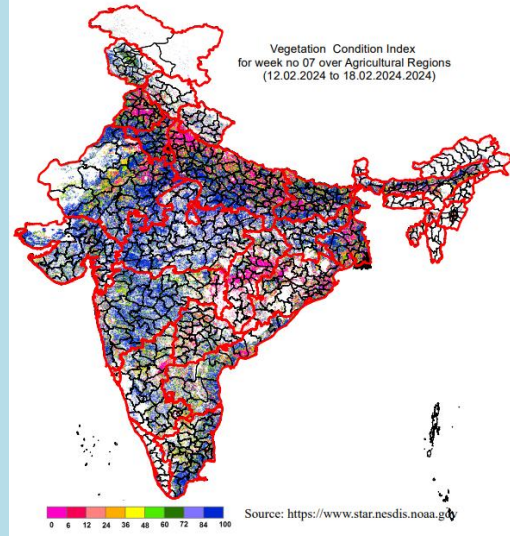 Vegetation Condition Index
for week no 07 over Agricultural Regions
(12.02.2024 to 18.02.2024.2024)
0 6 12 24 36 48 60 72 84 100
Source: https://www.star.nesdis.noaa.gov